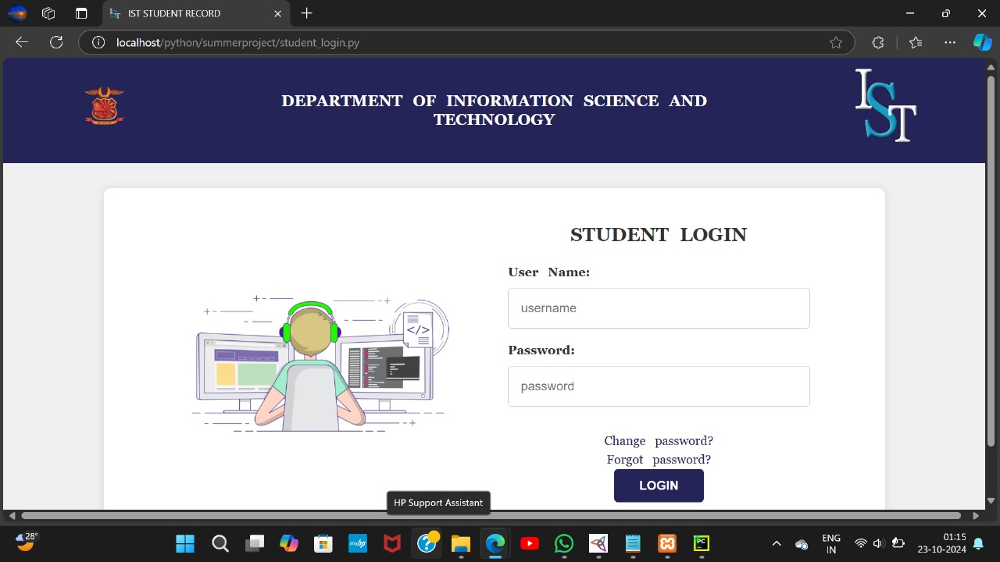 IST STUDENT RECORD
localhost/python/summerproject/student_login.py
DEPARTMENT OF INFORMATION SCIENCE AND
TECHNOLOGY
IST
STUDENT LOGIN
User Name:
username
Password:
password
</>
Change password?
Forgot password?
LOGIN
HP Support Assistant
28°
myhp
PC
ENG
IN
01:15
23-10-2024